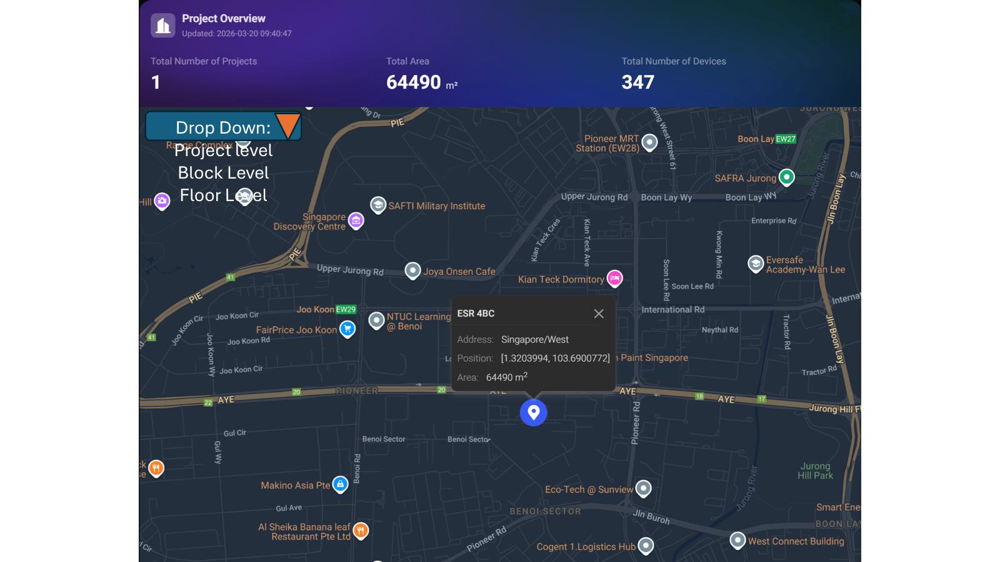 Project Overview
Updated: 2026-03-20 09:40:47
Total Number of Projects
1
Total Area
64490 m²
Total Number of Devices
347
Drop Down:
Project level
Block Level
Floor Level
Range Complex
Hill
PIE
Pioneer MRT
Station (EW28)
Jurong West Street 61
JURONG WES
Boon Lay EW27
SAFRA Jurong
Jurong River
Jln Boon Lay
Upper Jurong Rd
Boon Lay Wy
Boon Lay Wy
Enterprise Rd
SAFTI Military Institute
Singapore
Discovery Centre
Kian Teck Cres
Kian Teck Ave
Kwong Min Rd
Soon Lee Rd
Soon Lee Rd
Eversafe
Academy-Wan Lee
PIE
Upper Jurong Rd
Joya Onsen Cafe
Kian Teck Dormitory
41
PIE
Joo Koon EW29
Joo Koon Cir
Joo Koon Cir
FairPrice Joo Koon
NTUC Learning
@ Benoi
International Rd
Neythal Rd
Tractor Rd
Jln Boon Lay
41
Joo Koon Rd
Joo Koon Wy
Joo Koon Cir
ESR 4BC
Address: Singapore/West
Position: [1.3203994, 103.6900772]
Area: 64490 m2
Paint Singapore
Tractor Rd
22
AYE
20
PIONEER
20
AYE
AYE
18
AYE
17
Jurong Hill
Pioneer Rd
Gul Cir
Gul Wy
Benoi Sector
Benoi Sector
Benoi Rd
Jurong
Hill Park
Makino Asia Pte
Eco-Tech @ Sunview
Jurong River
Gul Ave
BENOI SECTOR
Jln Buroh
Smart Ene
BOON LAY
Al Sheika Banana leaf
Restaurant Pte Ltd
Pioneer Rd
Cogent 1.Logistics Hub
West Connect Building
Cir